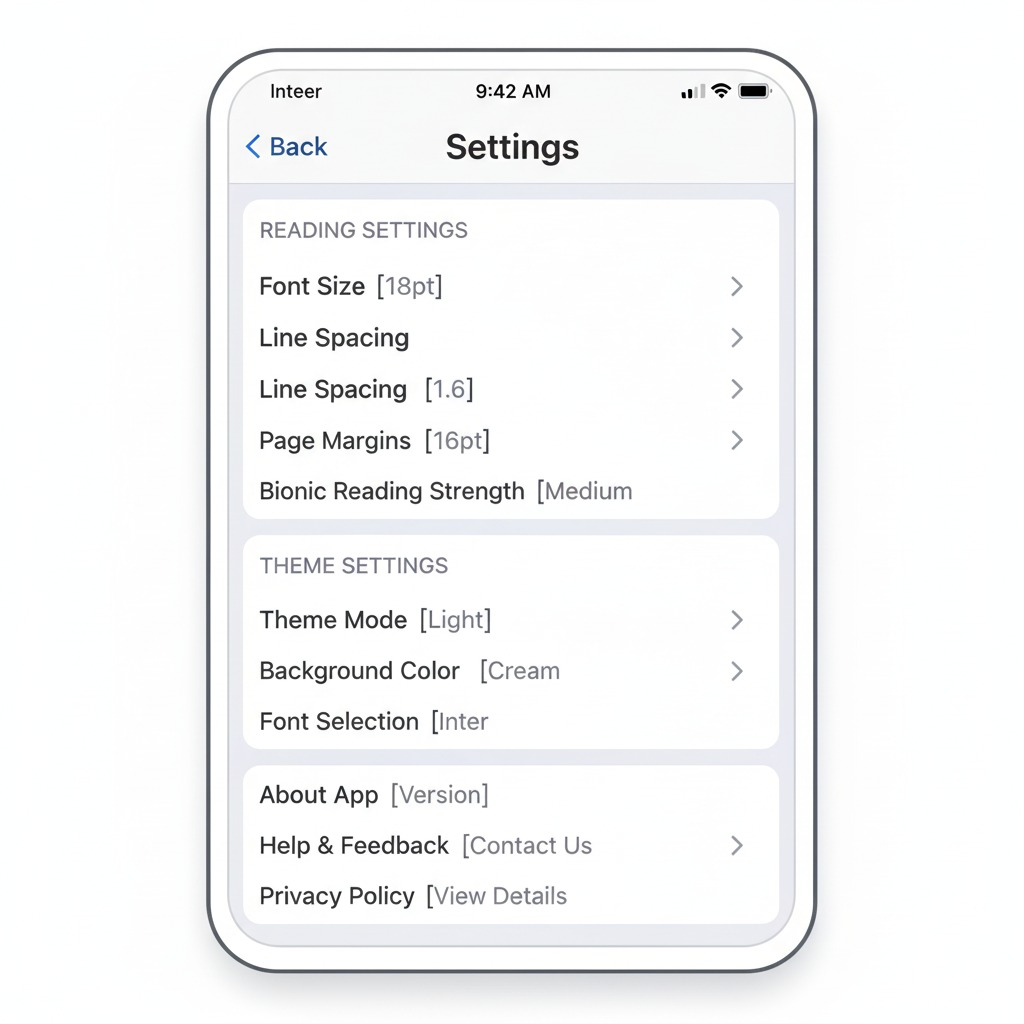 Inteer 9:42 AM
Back Settings
READING SETTINGS
Font Size [18pt]
Line Spacing
Line Spacing [1.6]
Page Margins [16pt]
Bionic Reading Strength [Medium
THEME SETTINGS
Theme Mode [Light]
Background Color [Cream
Font Selection [Inter
About App [Version]
Help & Feedback [Contact Us
Privacy Policy [View Details